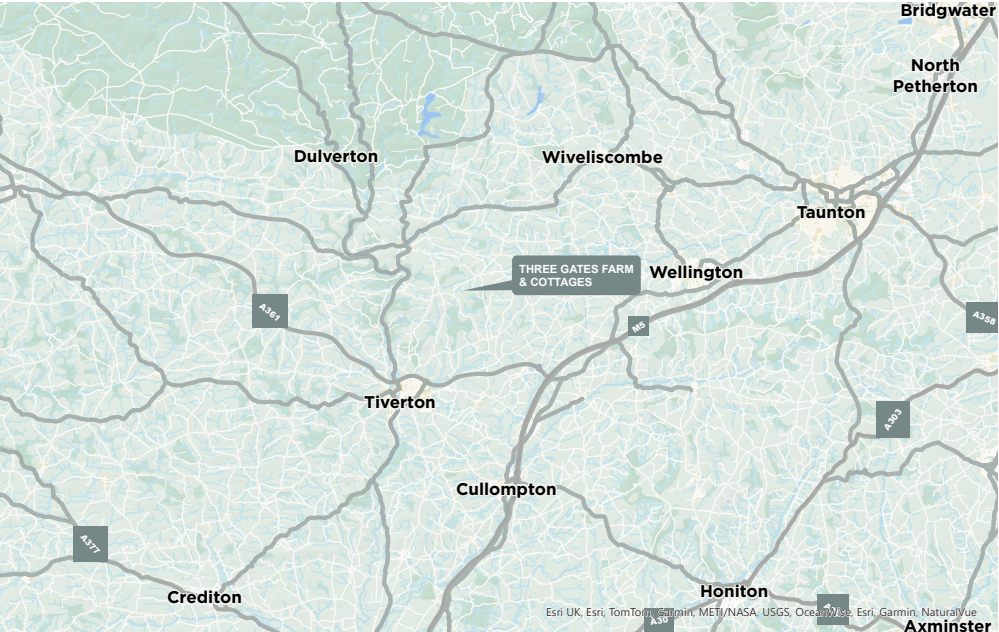 Bridgwater
North
Petherton
Dulverton
Wiveliscombe
Taunton
THREE GATES FARM
& COTTAGES
Wellington
A361
M5
A358
Tiverton
A303
Cullompton
A377
Crediton
Honiton
Esri UK, Esri, TomTom, Garmin, METI/NASA, USGS, OceanWise, Esri, Garmin, NaturalVue
A30
Axminster